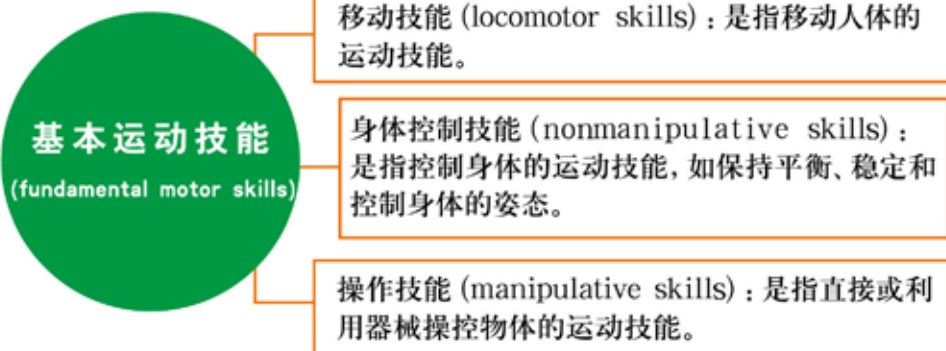 基本运动技能
(fundamental motor skills)
移动技能(locomotor skills)：是指移动人体的
运动技能。
身体控制技能(nonmanipulative skills)：
是指控制身体的运动技能，如保持平衡、稳定和
控制身体的姿态。
操作技能(manipulative skills)：是指直接或利
用器械操控物体的运动技能。